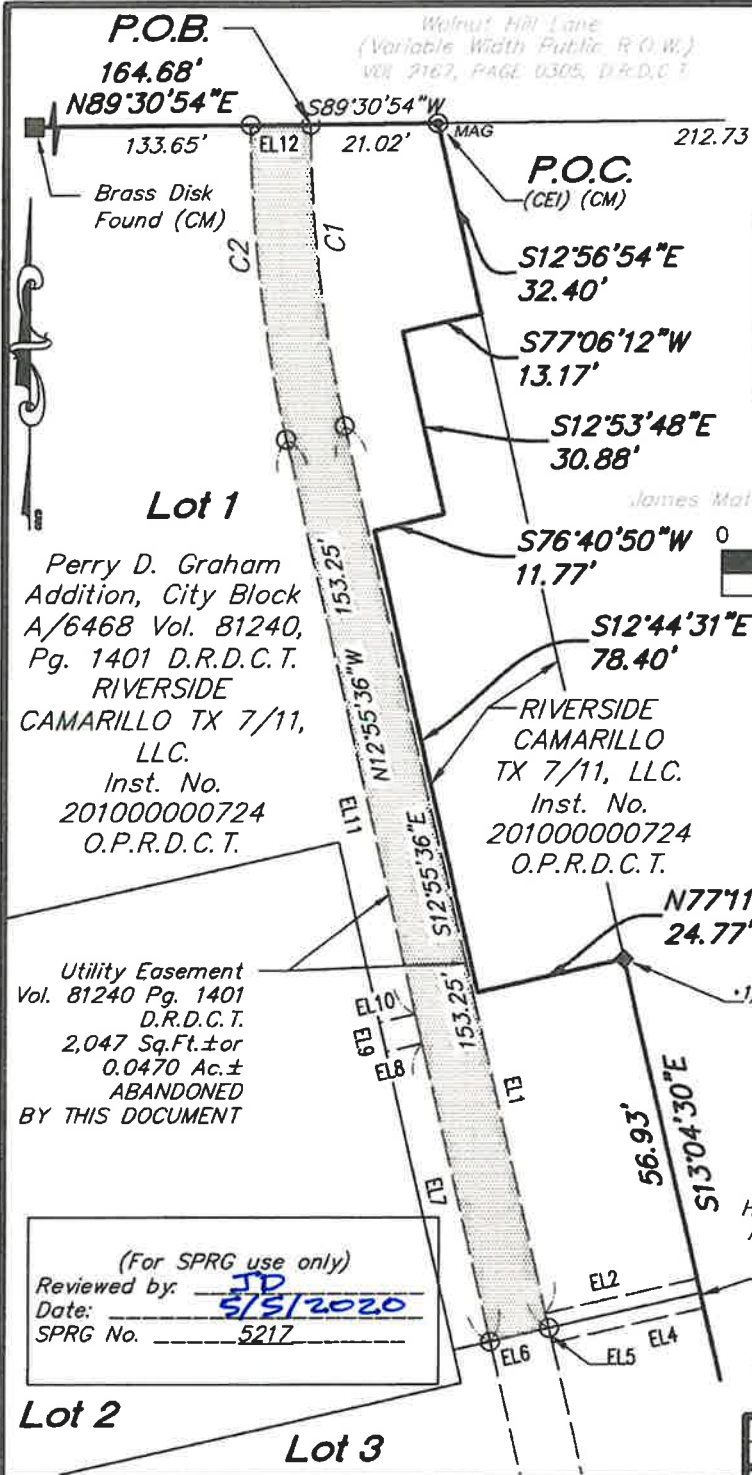 P.O.B.
Walnut Hill Lane
(Variable Width Public R.O.W.)
VOL 2167, PAGE 0305, D.R.D.C.T.
164.68'
N89°30'54"E
S89°30'54"W
133.65'
EL12
21.02'
MAG
212.73
Brass Disk
Found (CM)
P.O.C.
(CEI) (CM)
C2
C1
S12°56'54"E
32.40'
S77°06'12"W
13.17'
S12°53'48"E
30.88'
Lot 1
James Mat
S76°40'50"W
11.77'
0
Perry D. Graham
Addition, City Block
A/6468 Vol. 81240,
Pg. 1401 D.R.D.C.T.
RIVERSIDE
CAMARILLO TX 7/11,
LLC.
Inst. No.
201000000724
O.P.R.D.C.T.
153.25'
N12°55'36"W
EL11
S12°44'31"E
78.40'
RIVERSIDE
CAMARILLO
TX 7/11, LLC.
Inst. No.
201000000724
O.P.R.D.C.T.
S12°55'36"E
153.25'
N77°11
24.77'
Utility Easement
Vol. 81240 Pg. 1401
D.R.D.C.T.
2,047 Sq.Ft.±or
0.0470 Ac.±
ABANDONED
BY THIS DOCUMENT
EL10
EL9
EL8
EL1
EL7
56.93'
S13°04'30"E
(For SPRG use only)
Reviewed by: JD
Date: 5/5/2020
SPRG No. 5217
EL2
EL4
EL5
EL6
Lot 2
Lot 3